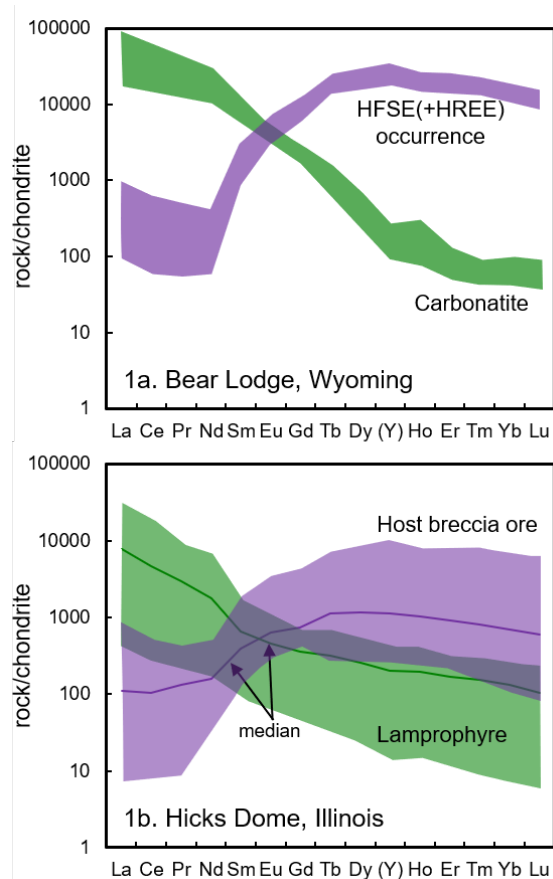 100000
10000
1000
100
10
1
rock/chondrite
HFSE(+HREE)
occurrence
Carbonatite
1a. Bear Lodge, Wyoming
La Ce Pr Nd Sm Eu Gd Tb Dy (Y) Ho Er Tm Yb Lu
100000
10000
1000
100
10
1
rock/chondrite
Host breccia ore
median
Lamprophyre
1b. Hicks Dome, Illinois
La Ce Pr Nd Sm Eu Gd Tb Dy (Y) Ho Er Tm Yb Lu